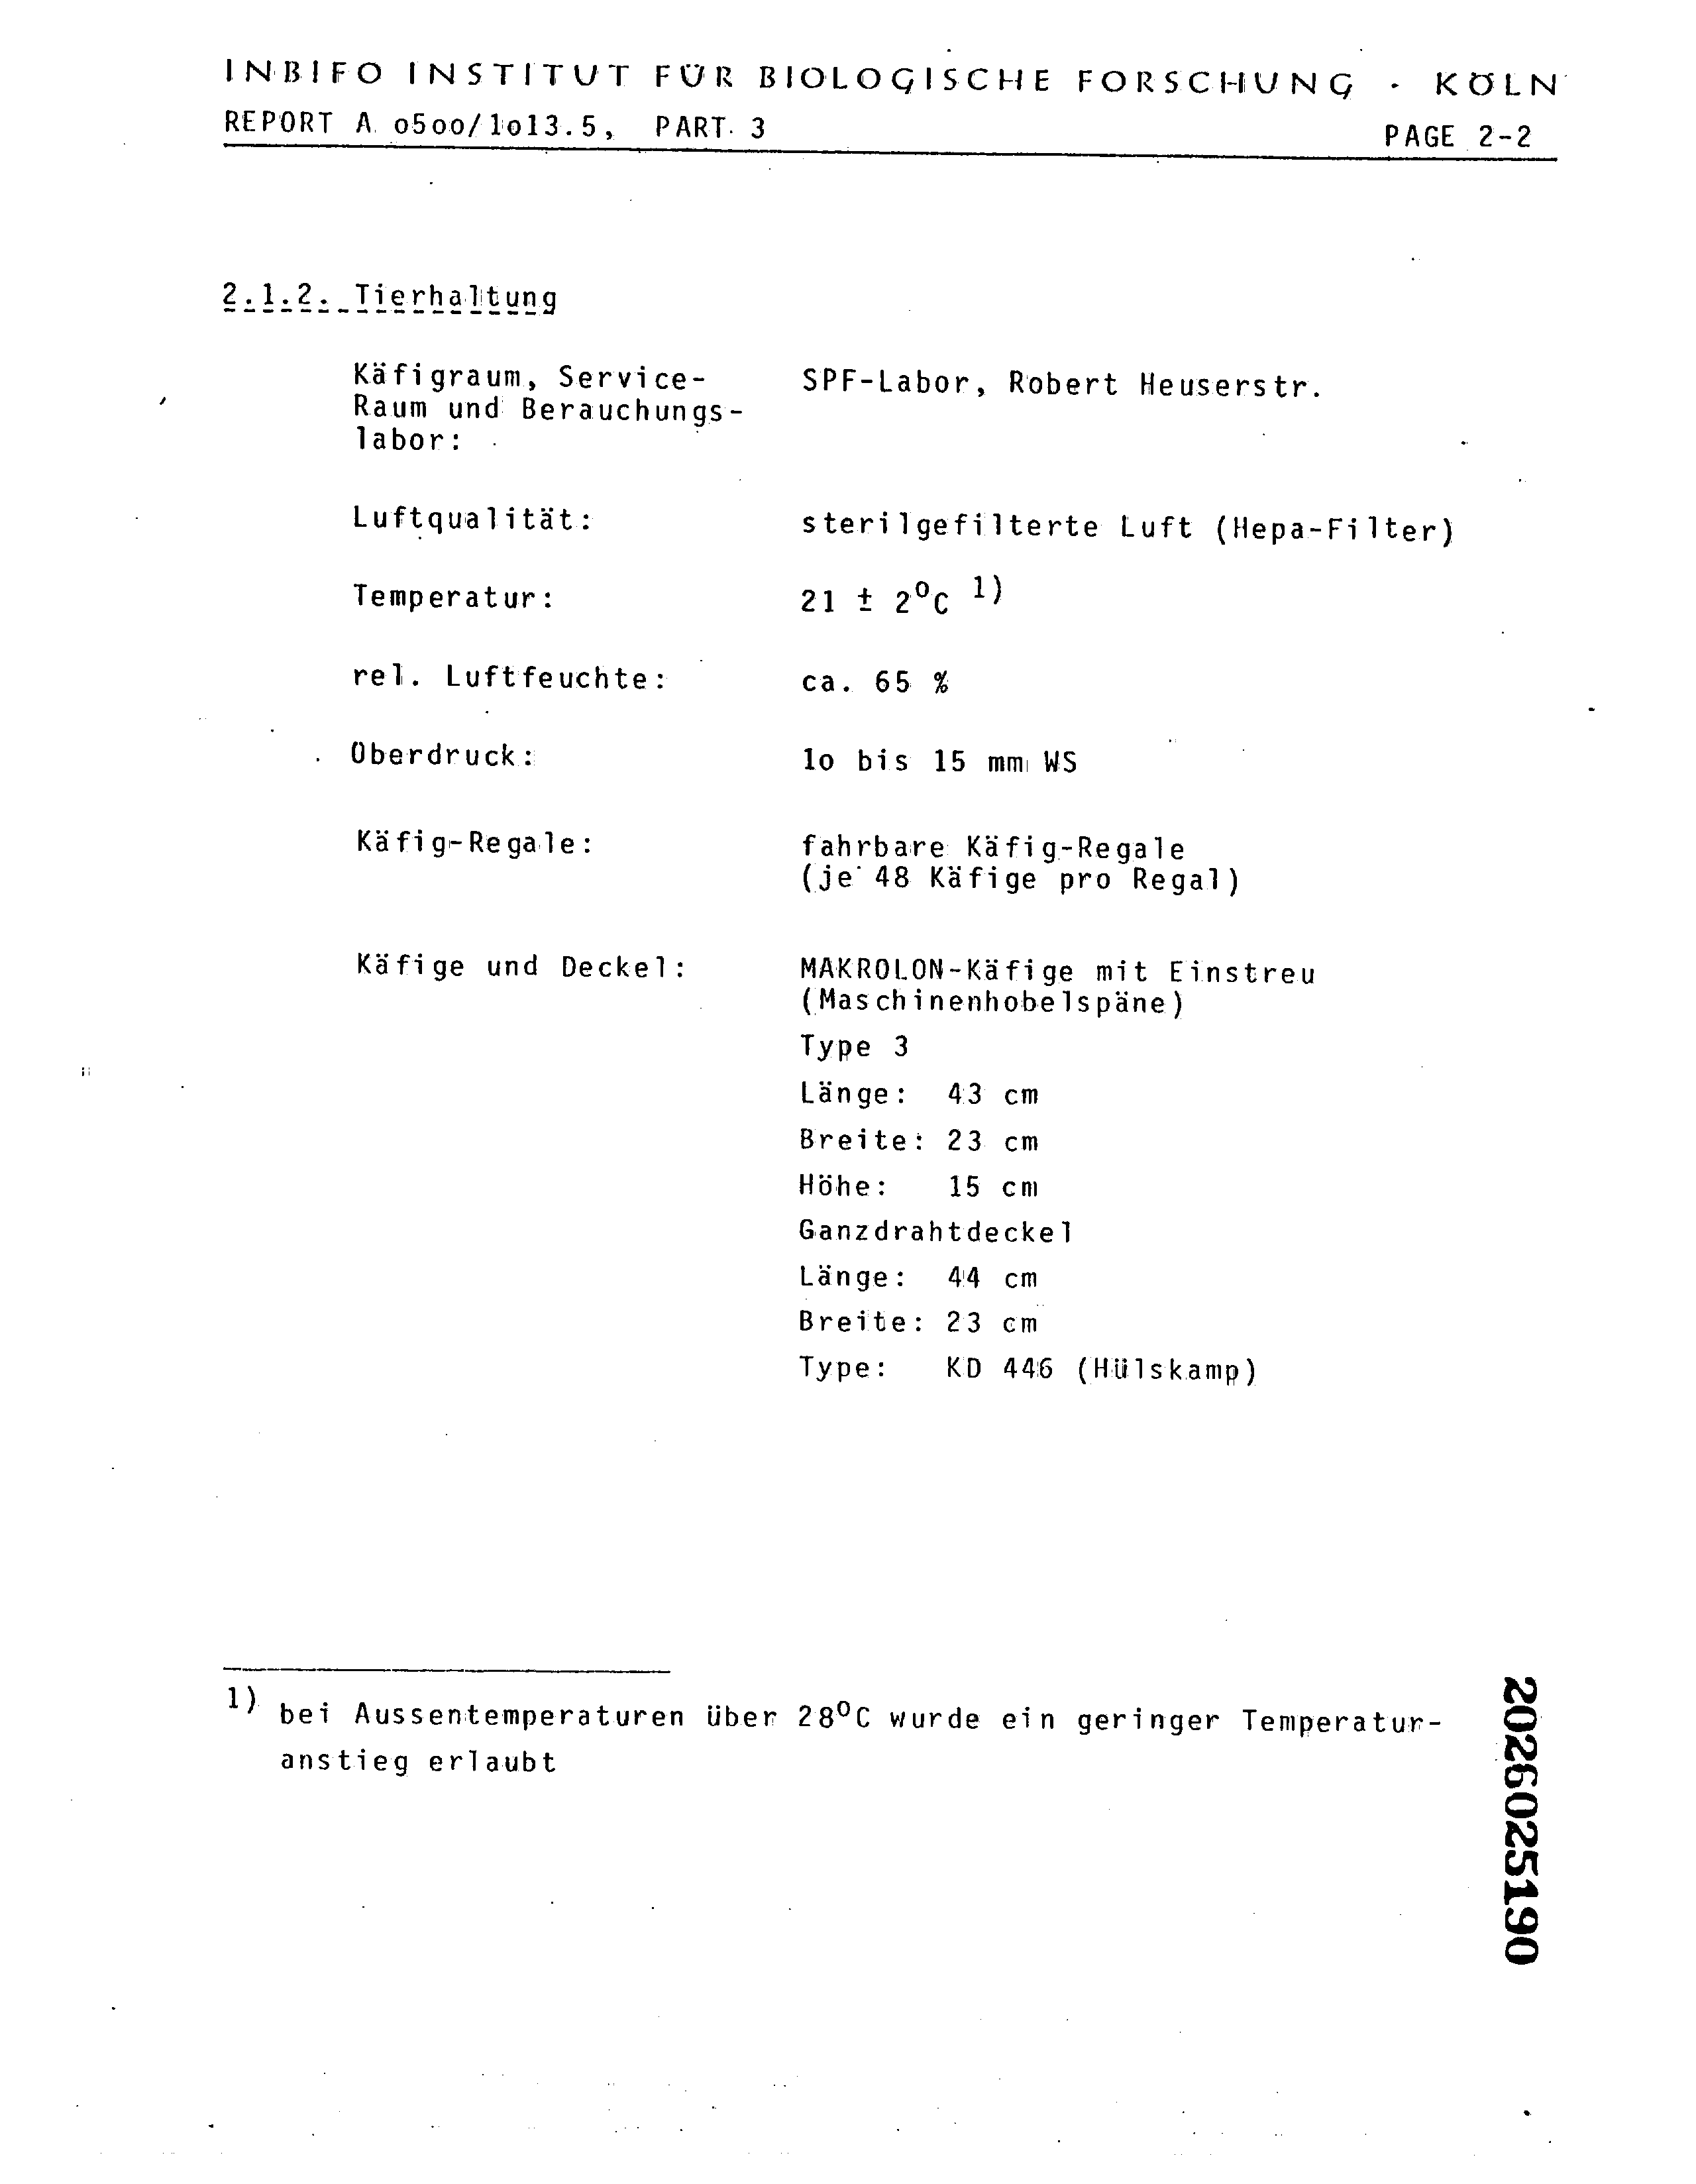 INBIFO INSTITUT FÜR BIOLOGISCHE FORSCHUNG · KÖLN
REPORT A o5oo/1o13.5, PART 3 PAGE 2-2
2.1.2. Tierhaltung
Käfigraum, Service- SPF-Labor, Robert Heuserstr.
Raum und Berauchungs-
labor:
Luftqualität: sterilgefilterte Luft (Hepa-Filter)
Temperatur: 21 ± 2°C 1)
rel. Luftfeuchte: ca. 65 %
Oberdruck: 1o bis 15 mm WS
Käfig-Regale: fahrbare Käfig-Regale
(je 48 Käfige pro Regal)
Käfige und Deckel: MAKROLON-Käfige mit Einstreu
(Maschinenhobelspäne)
Type 3
Länge: 43 cm
Breite: 23 cm
Höhe: 15 cm
Ganzdrahtdeckel
Länge: 44 cm
Breite: 23 cm
Type: KD 446 (Hülskamp)
1) bei Aussentemperaturen über 28°C wurde ein geringer Temperatur-
anstieg erlaubt
2026025190